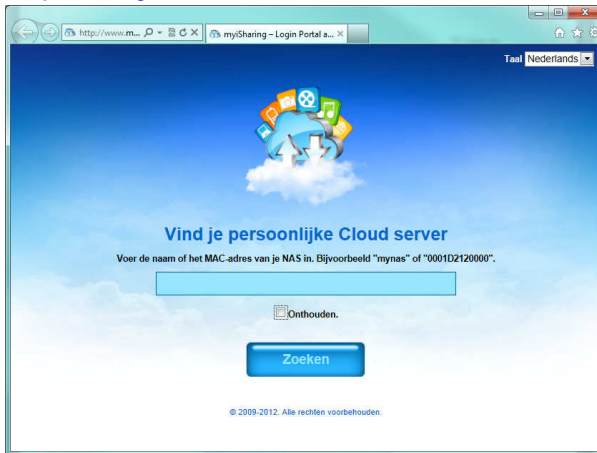 http://www.m...
myiSharing – Login Portal a...
Taal Nederlands
Vind je persoonlijke Cloud server
Voer de naam of het MAC-adres van je NAS in. Bijvoorbeeld "mynas" of "0001D2120000".
Onthouden.
Zoeken
© 2009-2012. Alle rechten voorbehouden.